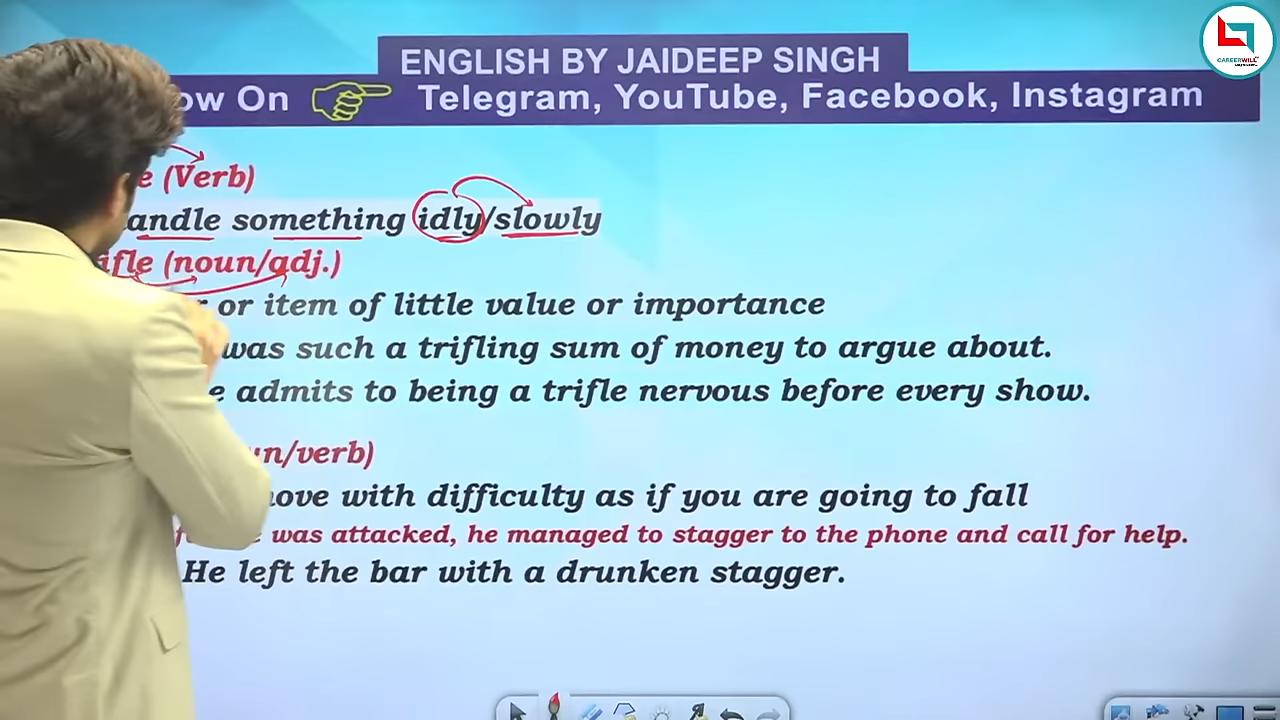 CAREERWILL
ENGLISH BY JAIDEEP SINGH
ow On Telegram, YouTube, Facebook, Instagram
e (Verb)
andle something idly/slowly
ifle (noun/adj.)
or item of little value or importance
was such a trifling sum of money to argue about.
e admits to being a trifle nervous before every show.
un/verb)
move with difficulty as if you are going to fall
was attacked, he managed to stagger to the phone and call for help.
He left the bar with a drunken stagger.